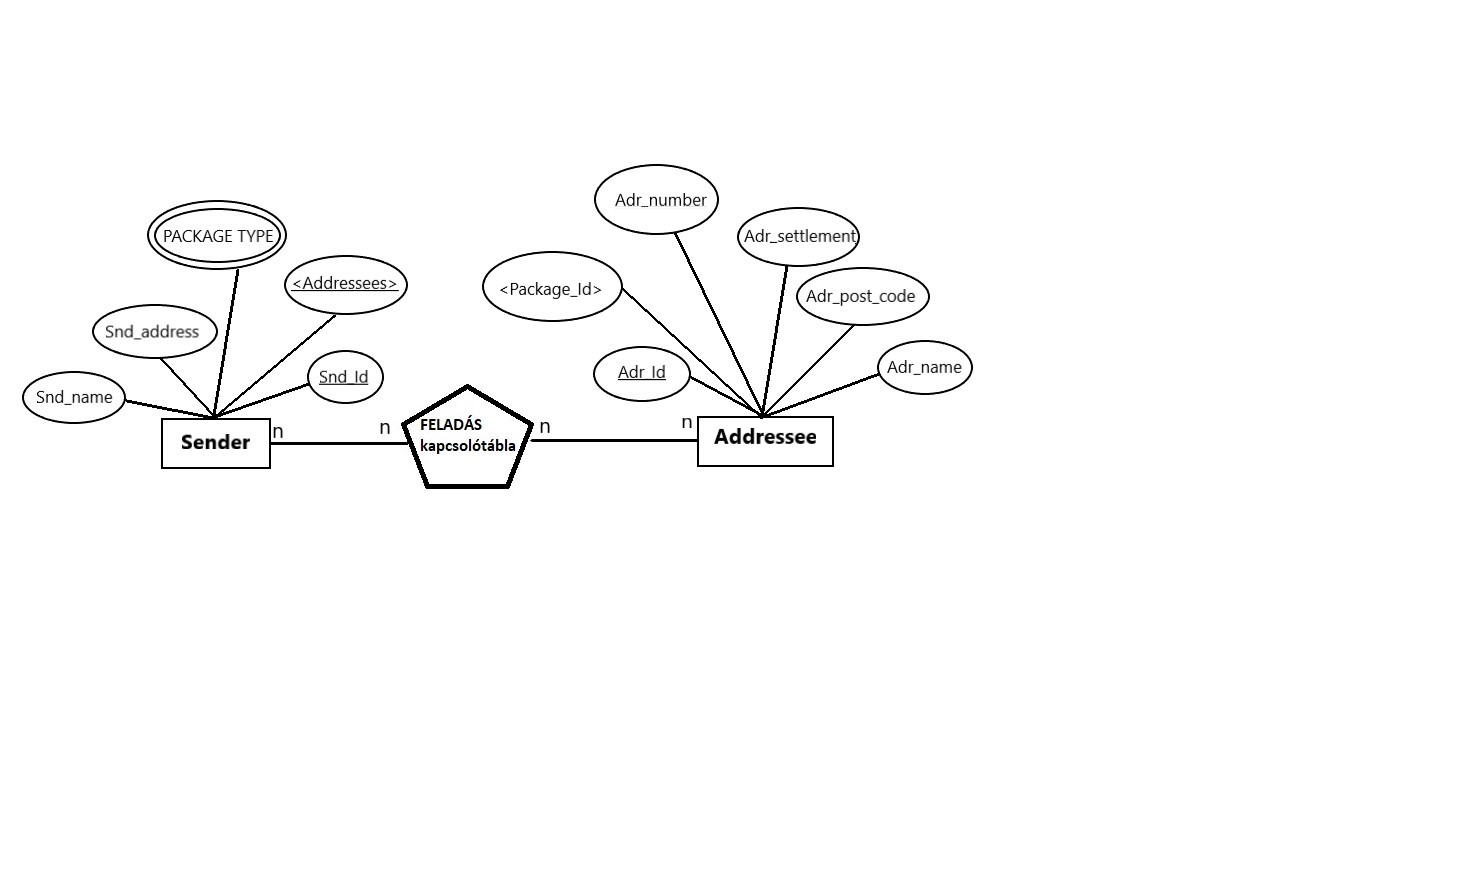 Adr_number
PACKAGE TYPE
Adr_settlement
<Addressees>
<Package_Id>
Adr_post_code
Snd_address
Snd_name
Snd_Id
Adr_Id
Adr_name
Sender
n
n
FELADÁS
kapcsolótábla
n
n
Addressee